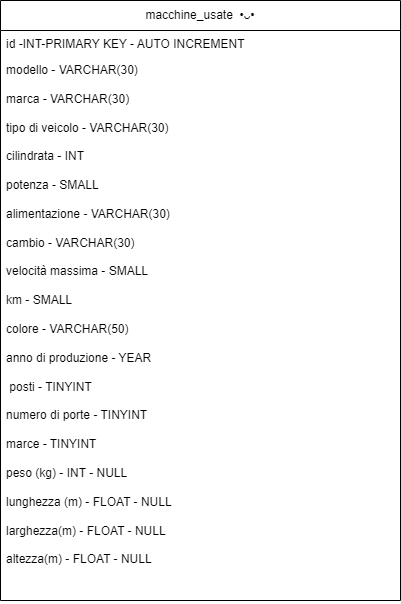 macchine_usate •ᴗ•
id -INT-PRIMARY KEY - AUTO INCREMENT
modello - VARCHAR(30)
marca - VARCHAR(30)
tipo di veicolo - VARCHAR(30)
cilindrata - INT
potenza - SMALL
alimentazione - VARCHAR(30)
cambio - VARCHAR(30)
velocità massima - SMALL
km - SMALL
colore - VARCHAR(50)
anno di produzione - YEAR
posti - TINYINT
numero di porte - TINYINT
marce - TINYINT
peso (kg) - INT - NULL
lunghezza (m) - FLOAT - NULL
larghezza(m) - FLOAT - NULL
altezza(m) - FLOAT - NULL